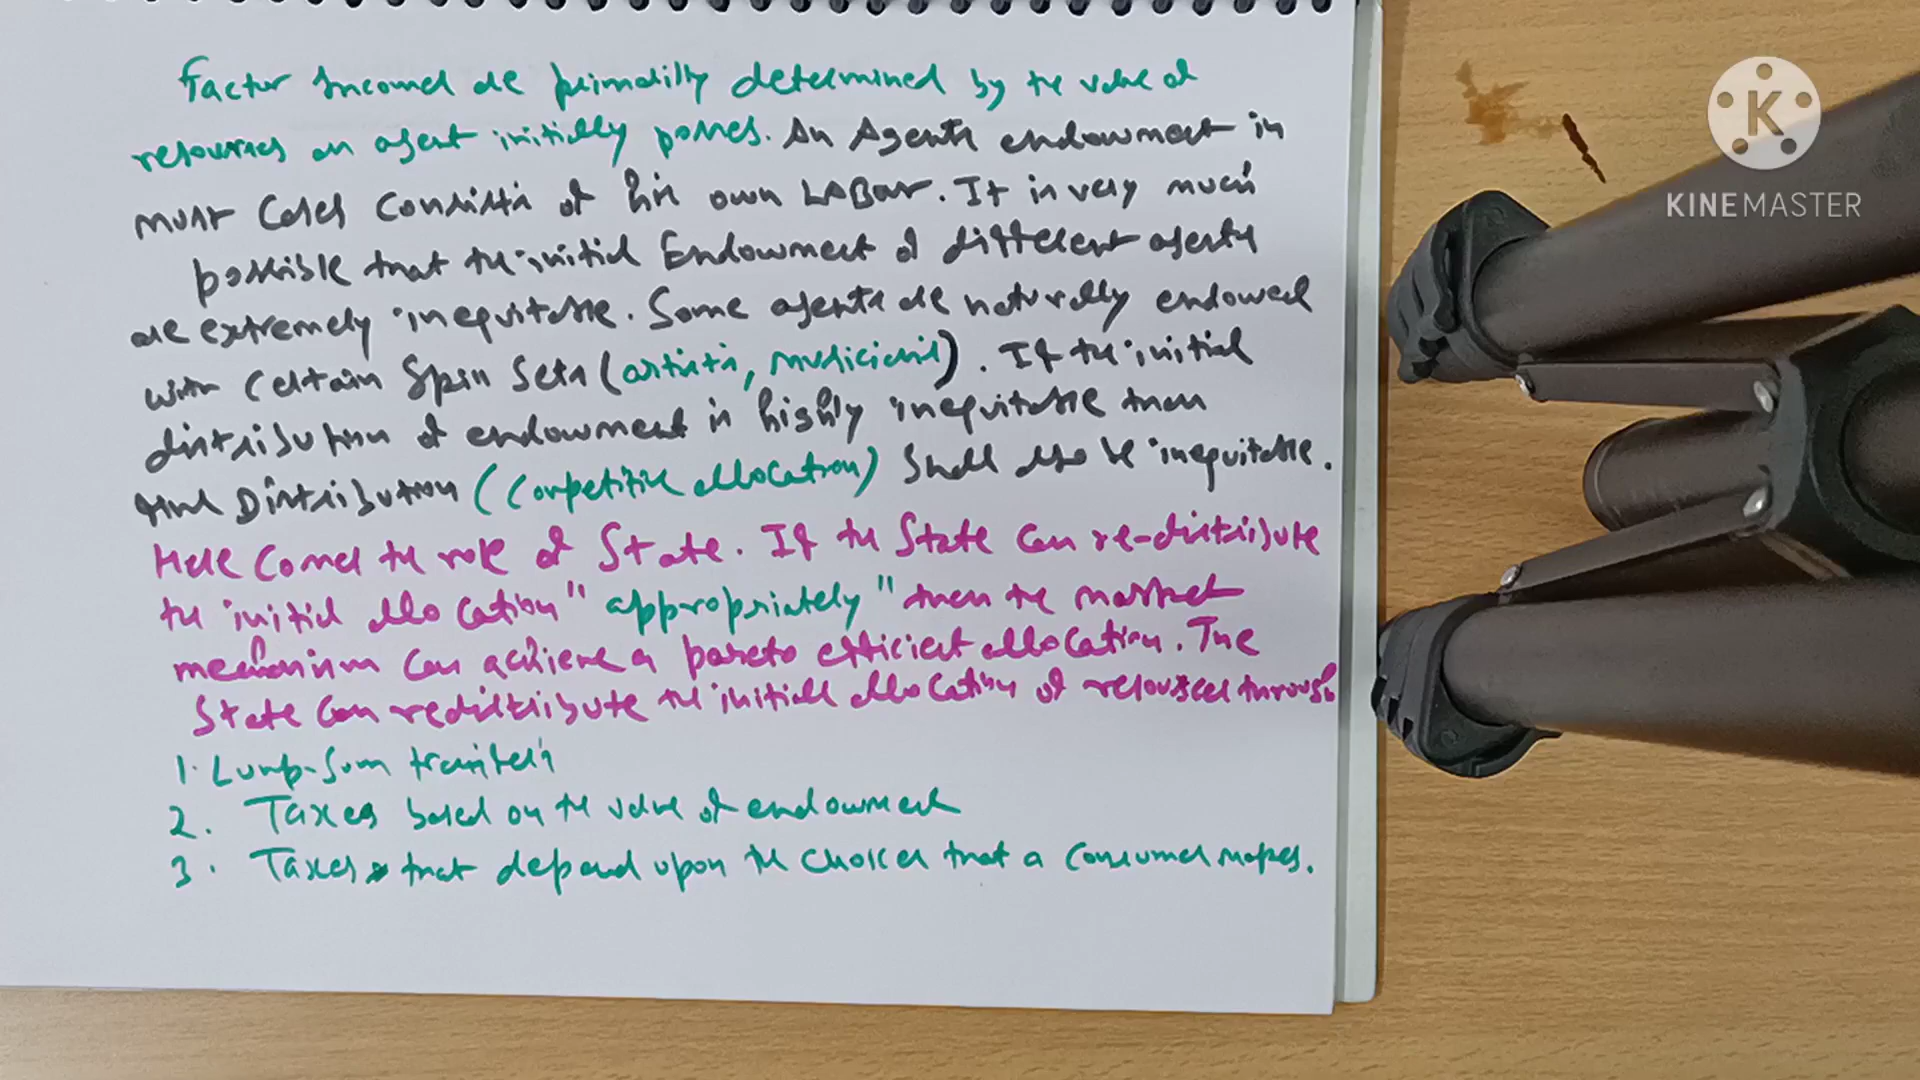 Factor Incomes are primarily determined by the value of
resources an agent initially posses. An Agents endowment in
most cases consists of his own LABOUR. It is very much
possible that the initial Endowment of different agents
are extremely inequitable. Some agents are naturally endowed
with certain Skill Sets (artists, musicians). If the initial
distribution of endowment is highly inequitable then
final Distribution (Competitive allocation) shall also be inequitable.
Here comes the role of State. If the State can re-distribute
the initial allocation "appropriately" then the market
mechanism can achieve a pareto efficient allocation. The
State can redistribute the initial allocation of resources through
1. Lump-Sum transfers
2. Taxes based on the value of endowment
3. Taxes that depend upon the choices that a consumer makes.
KINEMASTER